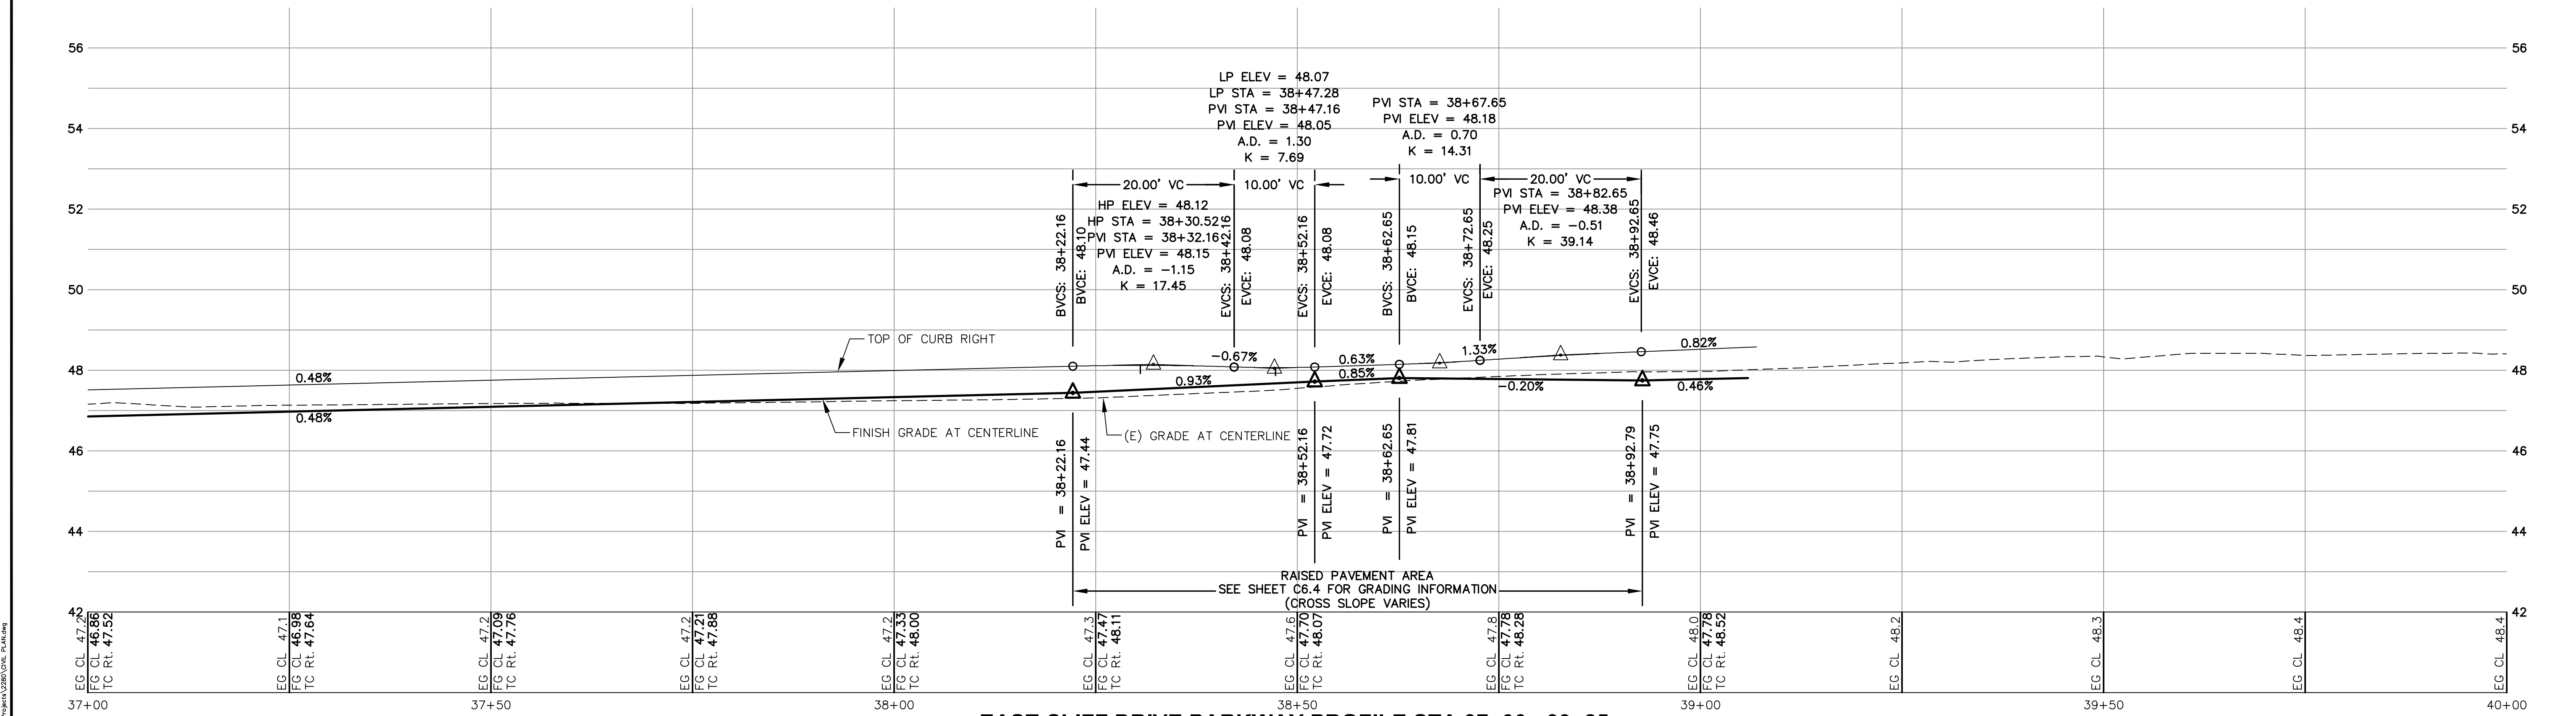 56
54
52
50
48
46
44
42
56
54
52
50
48
46
44
42
LP ELEV = 48.07
LP STA = 38+47.28
PVI STA = 38+47.16
PVI ELEV = 48.05
A.D. = 1.30
K = 7.69
PVI STA = 38+67.65
PVI ELEV = 48.18
A.D. = 0.70
K = 14.31
20.00' VC
10.00' VC
10.00' VC
20.00' VC
HP ELEV = 48.12
HP STA = 38+30.52
PVI STA = 38+32.16
PVI ELEV = 48.15
A.D. = -1.15
K = 17.45
PVI STA = 38+82.65
PVI ELEV = 48.38
A.D. = -0.51
K = 39.14
BVCS: 38+22.16
BVCE: 48.10
EVCS: 38+42.16
EVCE: 48.08
EVCS: 38+52.16
EVCE: 48.08
BVCS: 38+62.65
BVCE: 48.15
EVCS: 38+72.65
EVCE: 48.25
EVCS: 38+92.65
EVCE: 48.46
TOP OF CURB RIGHT
0.48%
-0.67%
0.63%
1.33%
0.82%
0.48%
0.93%
0.85%
-0.20%
0.46%
FINISH GRADE AT CENTERLINE
(E) GRADE AT CENTERLINE
PVI = 38+22.16
PVI ELEV = 47.44
PVI = 38+52.16
PVI ELEV = 47.72
PVI = 38+62.65
PVI ELEV = 47.81
PVI = 38+92.79
PVI ELEV = 47.75
RAISED PAVEMENT AREA
SEE SHEET C6.4 FOR GRADING INFORMATION
(CROSS SLOPE VARIES)
EG CL 47.2
FG CL 46.86
TC Rt. 47.52
EG CL 47.1
FG CL 46.98
TC Rt. 47.64
EG CL 47.2
FG CL 47.09
TC Rt. 47.76
EG CL 47.2
FG CL 47.21
TC Rt. 47.88
EG CL 47.2
FG CL 47.33
TC Rt. 48.00
EG CL 47.3
FG CL 47.47
TC Rt. 48.11
EG CL 47.6
FG CL 47.70
TC Rt. 48.07
EG CL 47.8
FG CL 47.78
TC Rt. 48.28
EG CL 48.0
FG CL 47.78
TC Rt. 48.52
EG CL 48.2
EG CL 48.3
EG CL 48.4
EG CL 48.4
37+00
37+50
38+00
38+50
39+00
39+50
40+00
Projects\2280\CIVIL PLAN.dwg